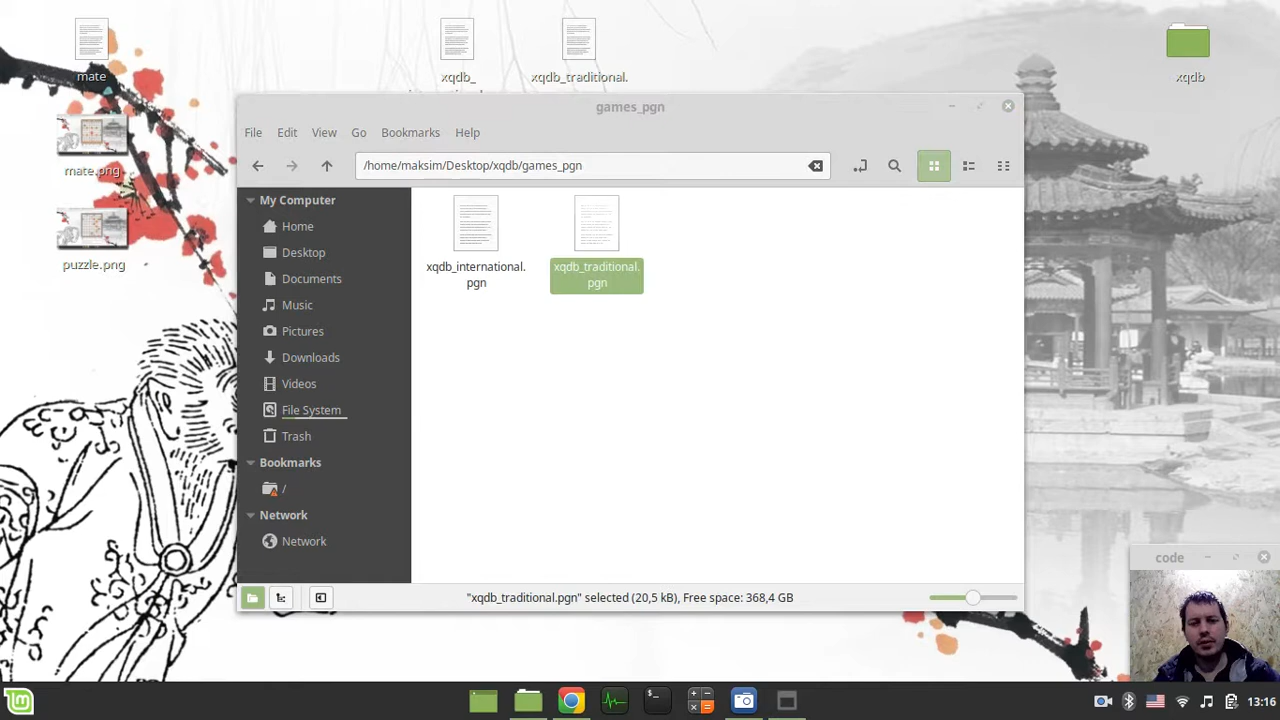 mate
xqdb_
xqdb_traditional.
xqdb
mate.png
puzzle.png
games_pgn
File Edit View Go Bookmarks Help
/home/maksim/Desktop/xqdb/games_pgn
My Computer
Home
Desktop
Documents
Music
Pictures
Downloads
Videos
File System
Trash
Bookmarks
/
Network
Network
xqdb_international.
pgn
xqdb_traditional.
pgn
"xqdb_traditional.pgn" selected (20,5 kB), Free space: 368,4 GB
code
13:16